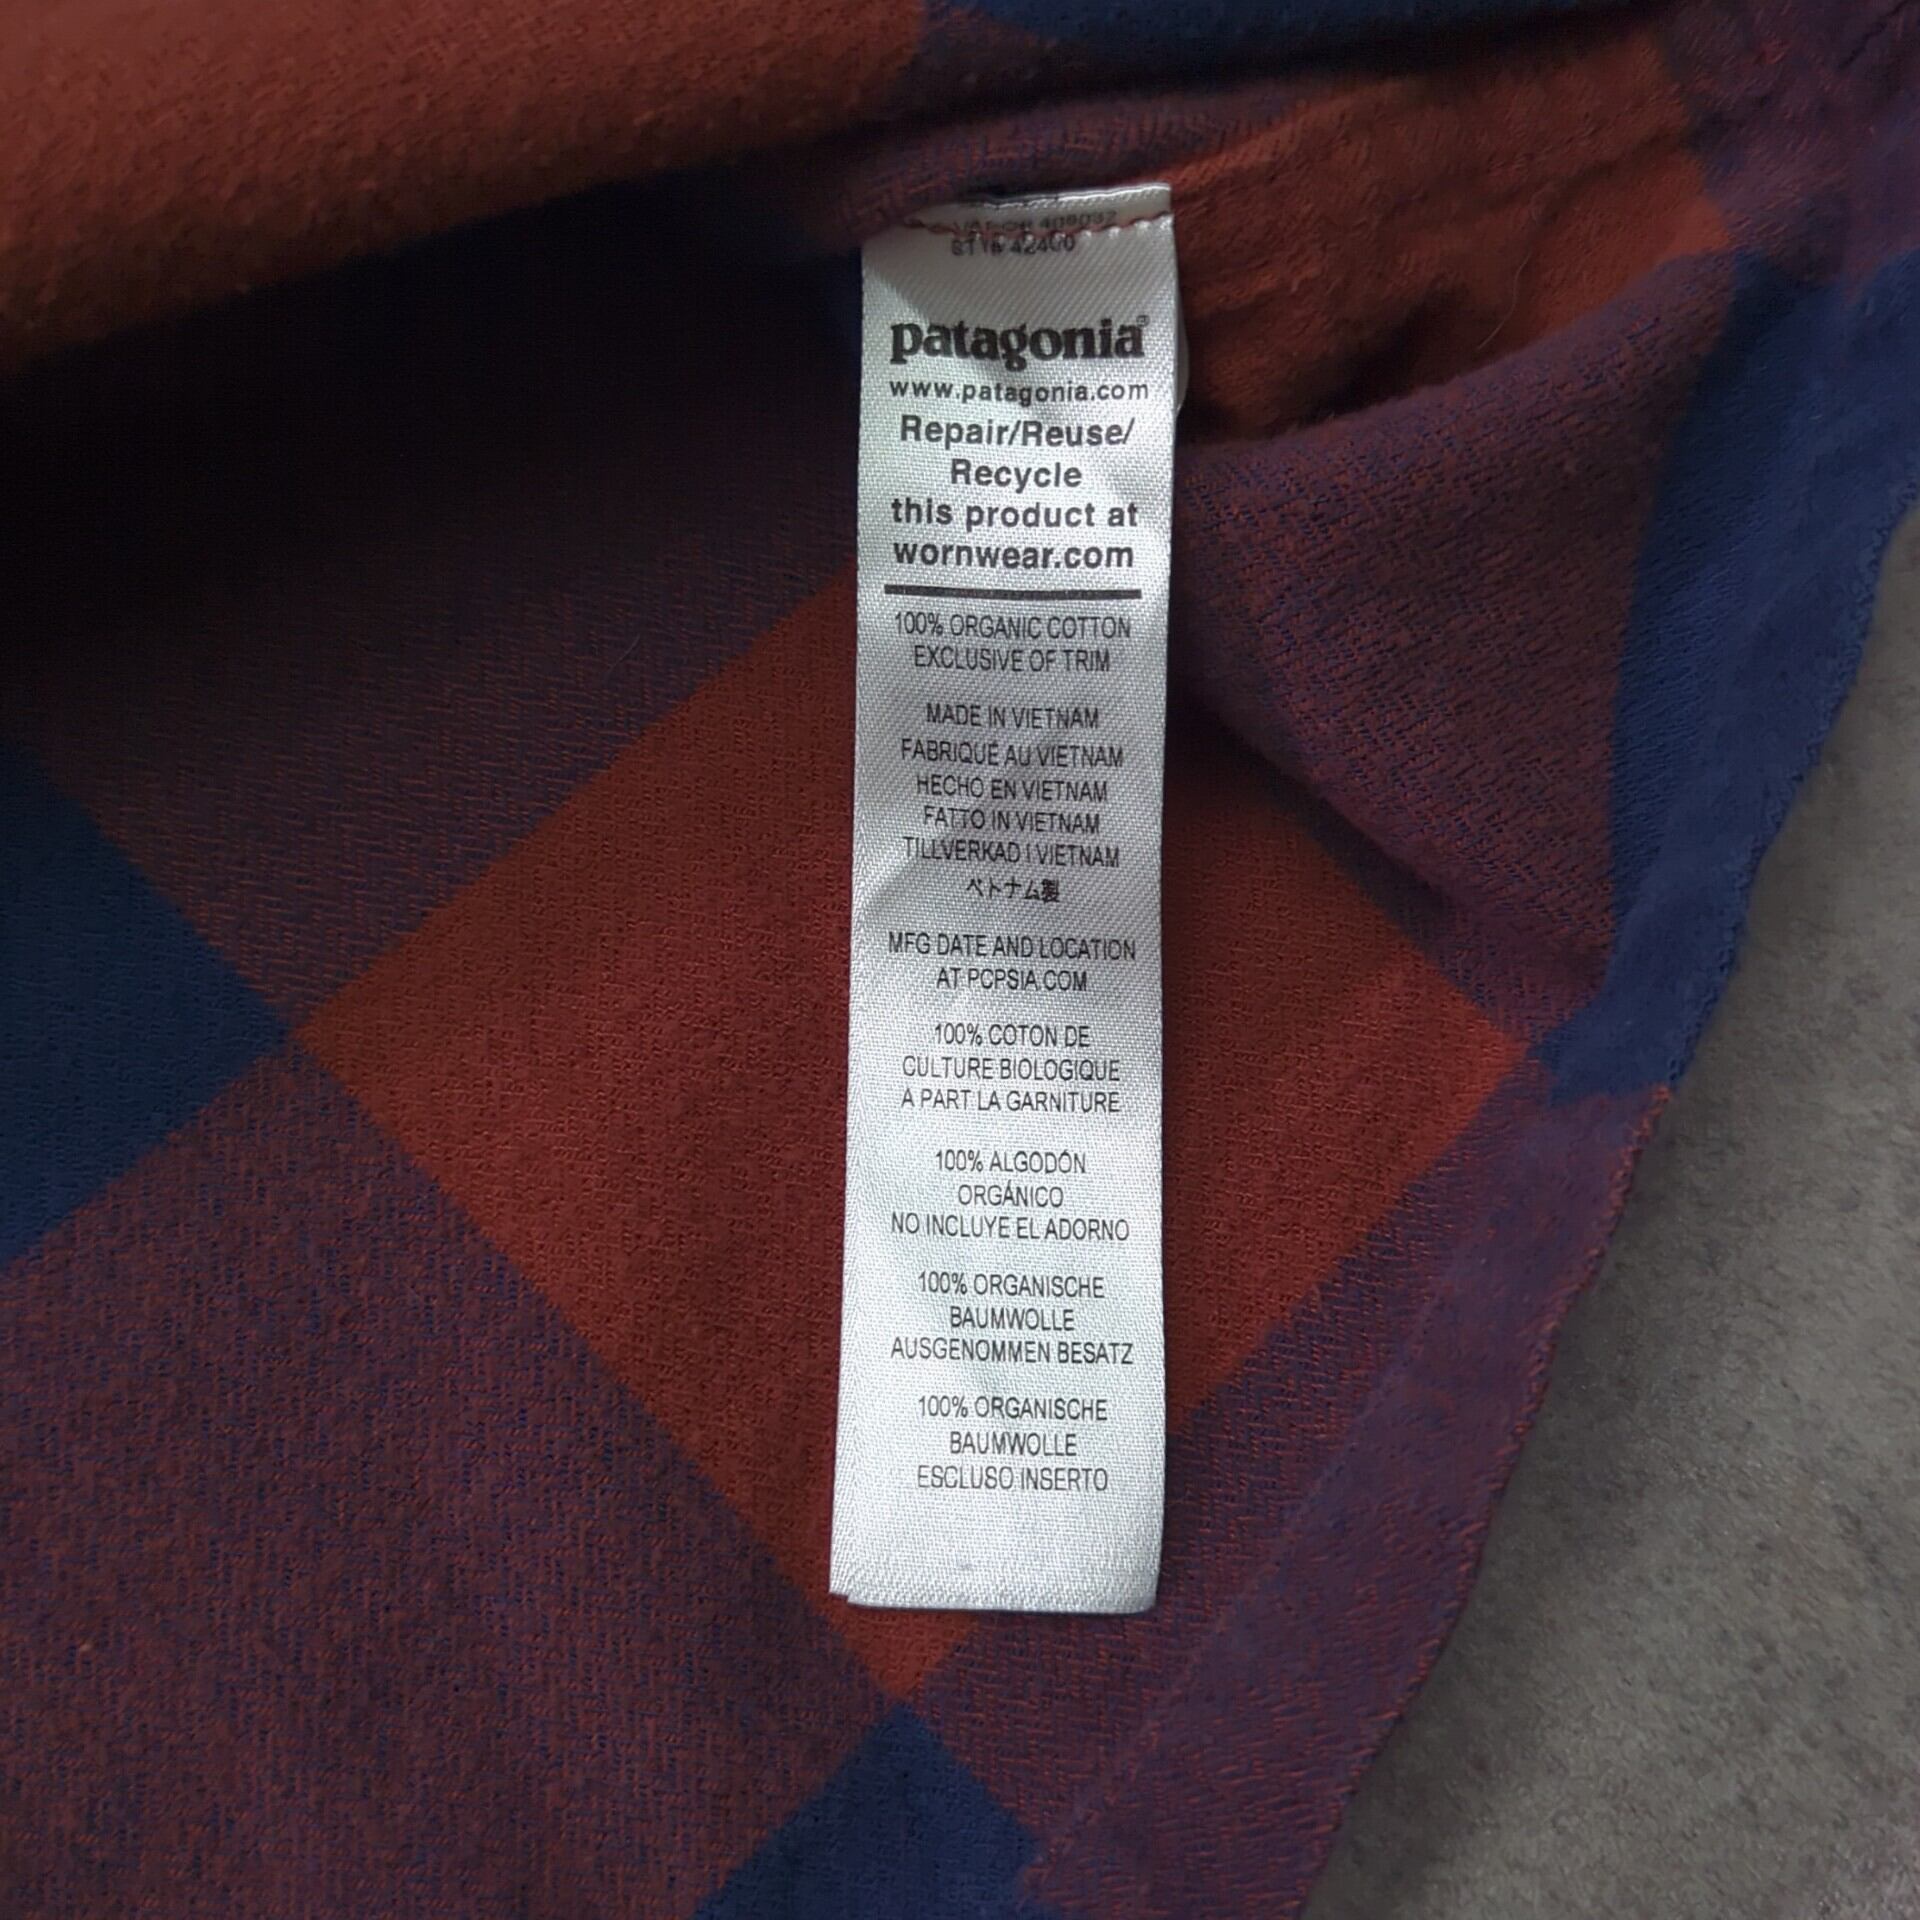 STY# 42400
patagonia®
www.patagonia.com
Repair/Reuse/
Recycle
this product at
wornwear.com
100% ORGANIC COTTON
EXCLUSIVE OF TRIM
MADE IN VIETNAM
FABRIQUÉ AU VIETNAM
HECHO EN VIETNAM
FATTO IN VIETNAM
TILLVERKAD I VIETNAM
ベトナム製
MFG DATE AND LOCATION
AT PCPSIA.COM
100% COTON DE
CULTURE BIOLOGIQUE
À PART LA GARNITURE
100% ALGODÓN
ORGÁNICO
NO INCLUYE EL ADORNO
100% ORGANISCHE
BAUMWOLLE
AUSGENOMMEN BESATZ
100% ORGANISCHE
BAUMWOLLE
ESCLUSO INSERTO